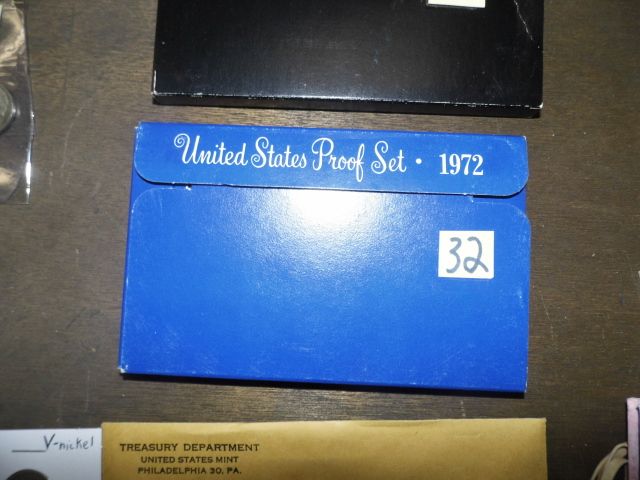 United States Proof Set • 1972
32
V-nickel
TREASURY DEPARTMENT
UNITED STATES MINT
PHILADELPHIA 30, PA.